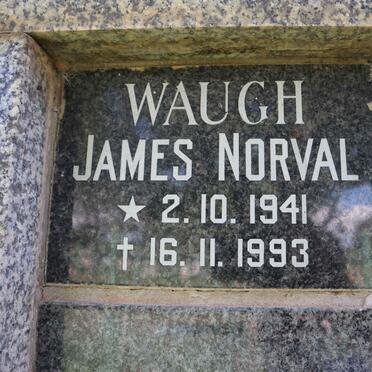 WAUGH
JAMES NORVAL
★ 2. 10. 1941
† 16. 11. 1993